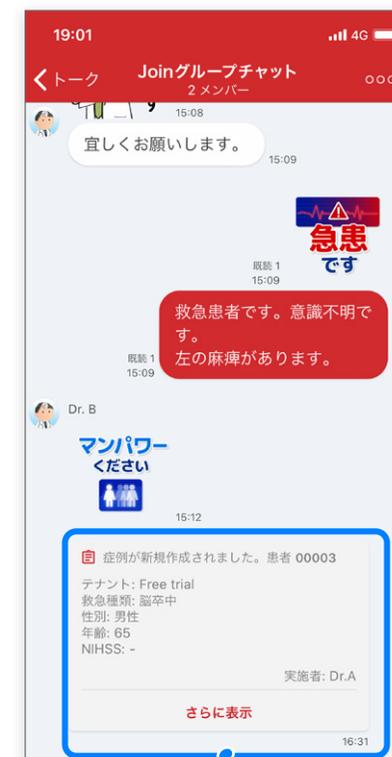 19:01
4G
トーク
Joinグループチャット
2 メンバー
す
15:08
宜しくお願いします。
15:09
急患
です
既読 1
15:09
救急患者です。意識不明で
す。
左の麻痺があります。
既読 1
15:09
Dr. B
マンパワー
ください
15:12
症例が新規作成されました。患者 00003
テナント: Free trial
救急種類: 脳卒中
性別: 男性
年齢: 65
NIHSS: -
実施者: Dr.A
さらに表示
16:31